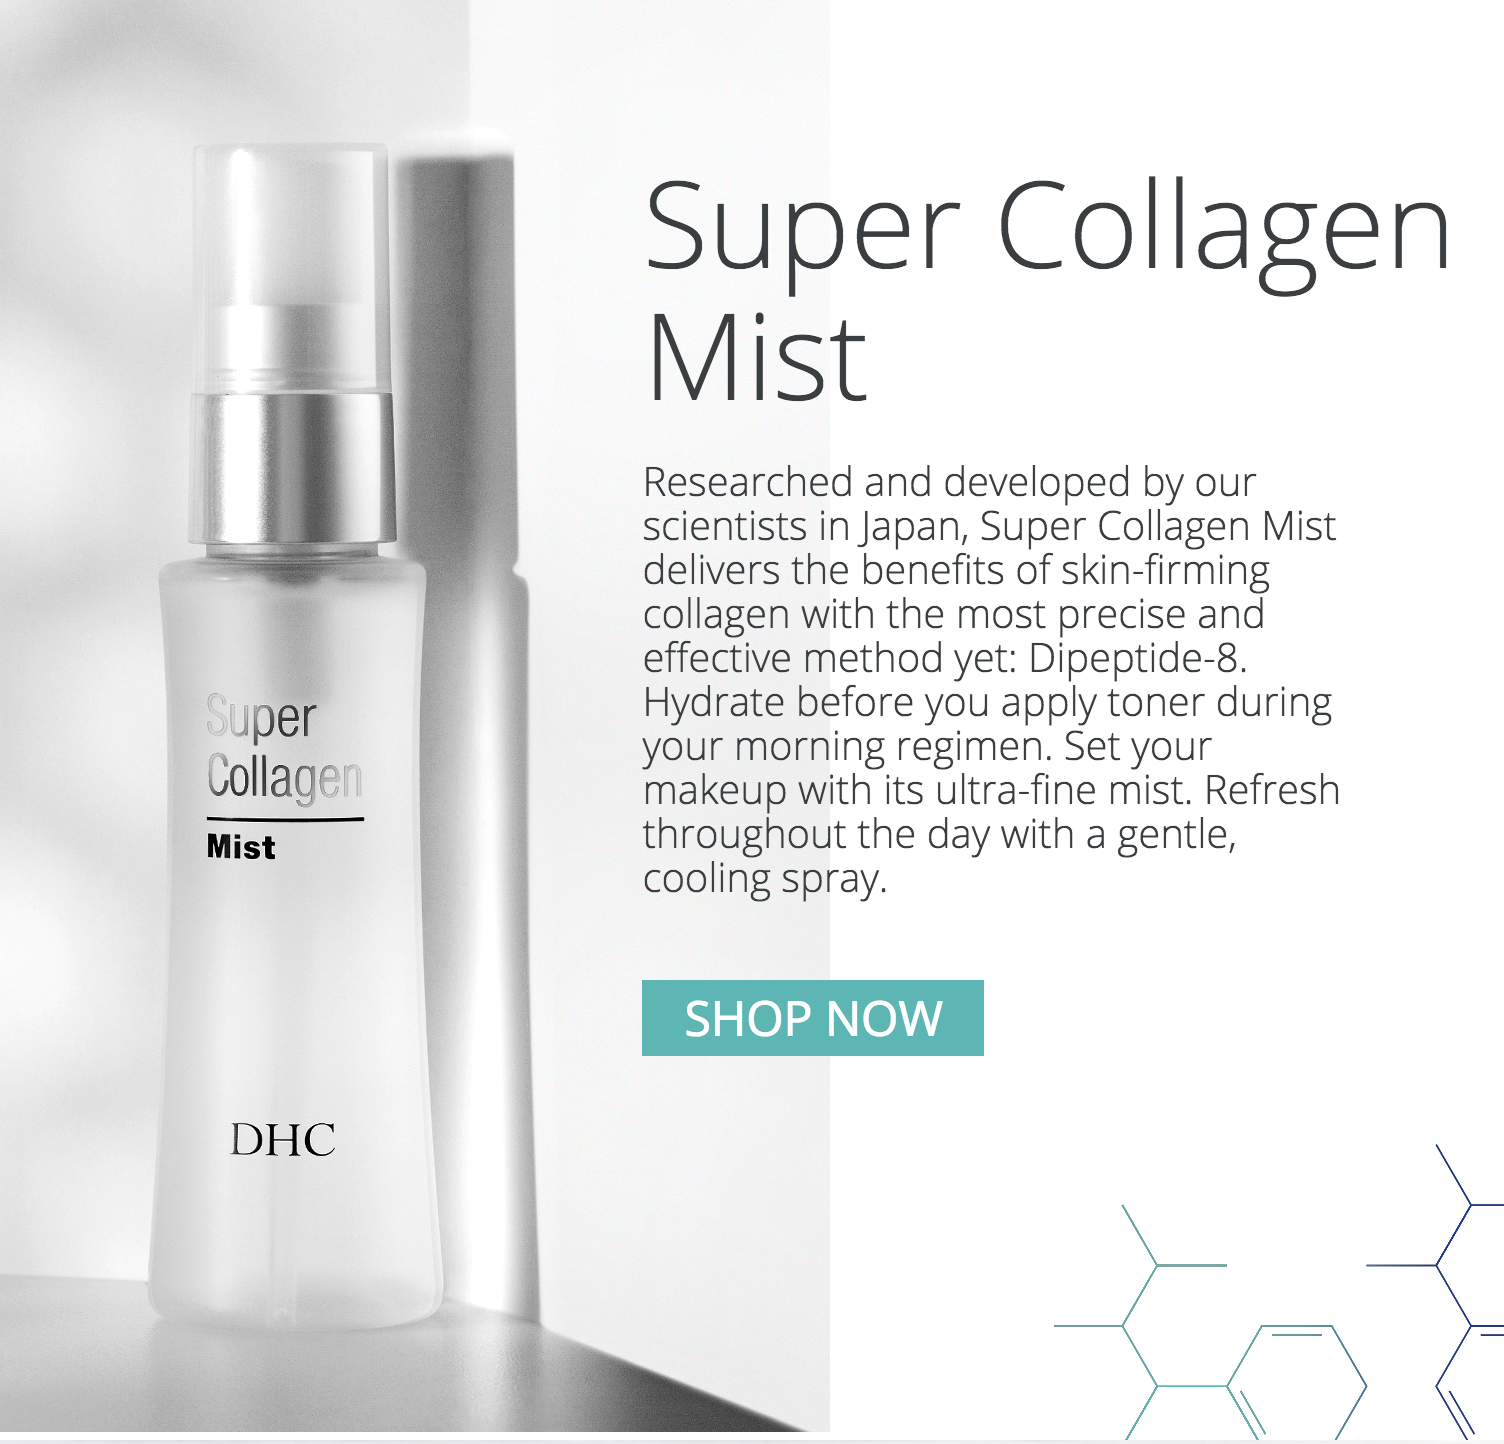 Super Collagen
Mist
Researched and developed by our
scientists in Japan, Super Collagen Mist
delivers the benefits of skin-firming
collagen with the most precise and
effective method yet: Dipeptide-8.
Hydrate before you apply toner during
your morning regimen. Set your
makeup with its ultra-fine mist. Refresh
throughout the day with a gentle,
cooling spray.
SHOP NOW
Super
Collagen
Mist
DHC